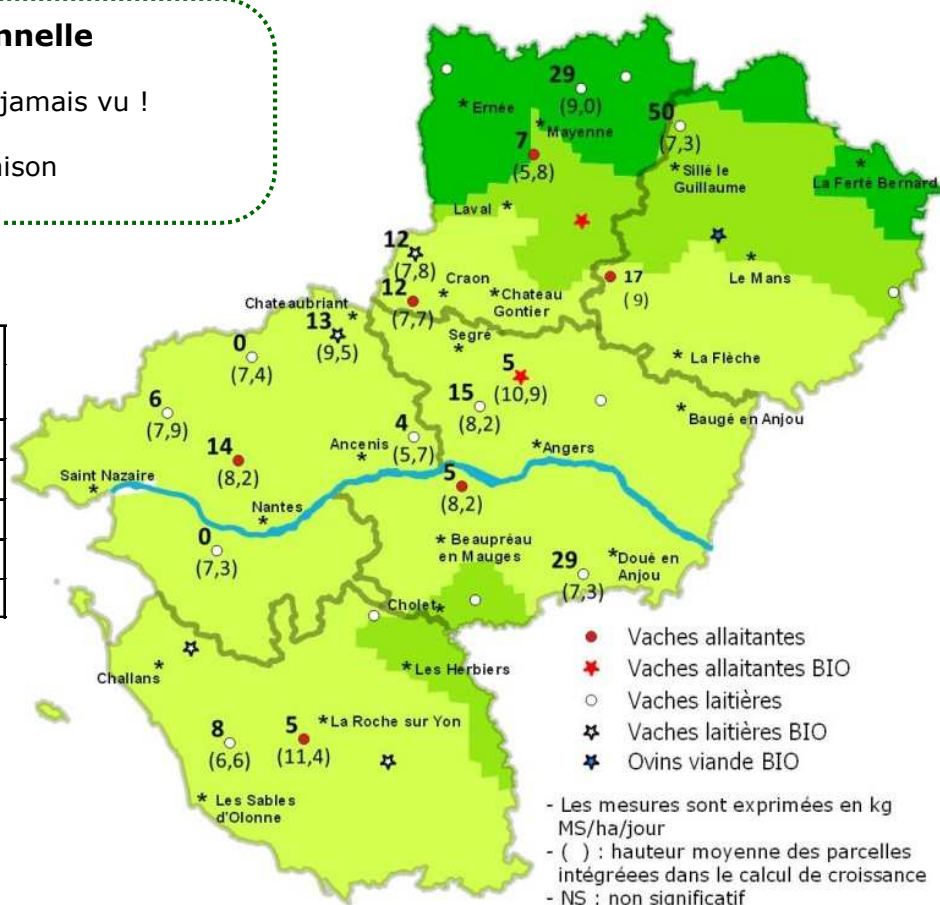 nnelle
jamais vu !
aison
29
(9,0)
* Ernée
* Mayenne
50
(7,3)
7
(5,8)
* Sillé le
Guillaume
*
La Ferté Bernard
Laval *
12
(7,8)
* Le Mans
17
( 9)
Craon
*
12
(7,7)
* Chateau
Gontier
Chateaubriant *
13
(9,5)
Segré
*
* La Flèche
0
(7,4)
5
(10,9)
15
(8,2)
6
(7,9)
* Baugé en Anjou
4
(5,7)
Ancenis
*
14
(8,2)
* Angers
Saint Nazaire
*
5
(8,2)
Nantes
*
0
(7,3)
* Beaupréau
en Mauges
29
(7,3)
* Doué en
Anjou
Cholet *
Challans *
* Les Herbiers
8
(6,6)
5
(11,4)
* La Roche sur Yon
* Les Sables
d'Olonne
Vaches allaitantes
Vaches allaitantes BIO
Vaches laitières
Vaches laitières BIO
Ovins viande BIO
- Les mesures sont exprimées en kg
MS/ha/jour
- ( ) : hauteur moyenne des parcelles
intégréees dans le calcul de croissance
- NS : non significatif